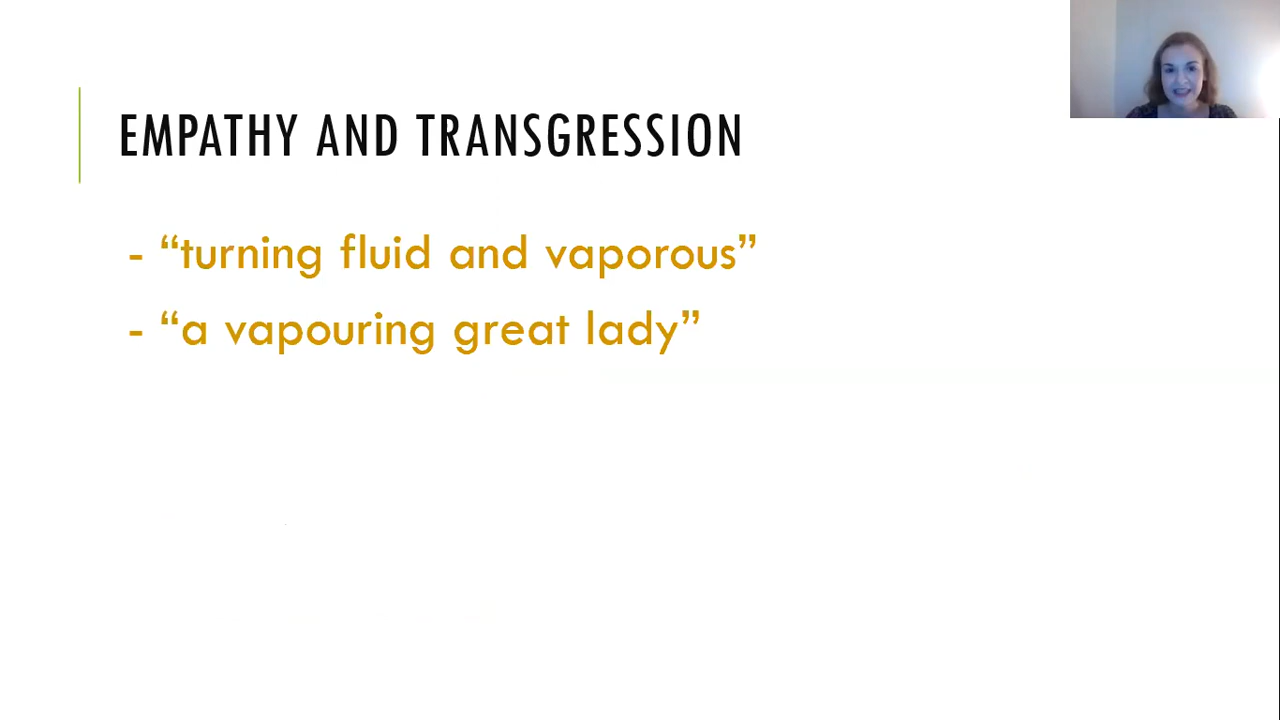 EMPATHY AND TRANSGRESSION
- “turning fluid and vaporous”
- “a vapouring great lady”